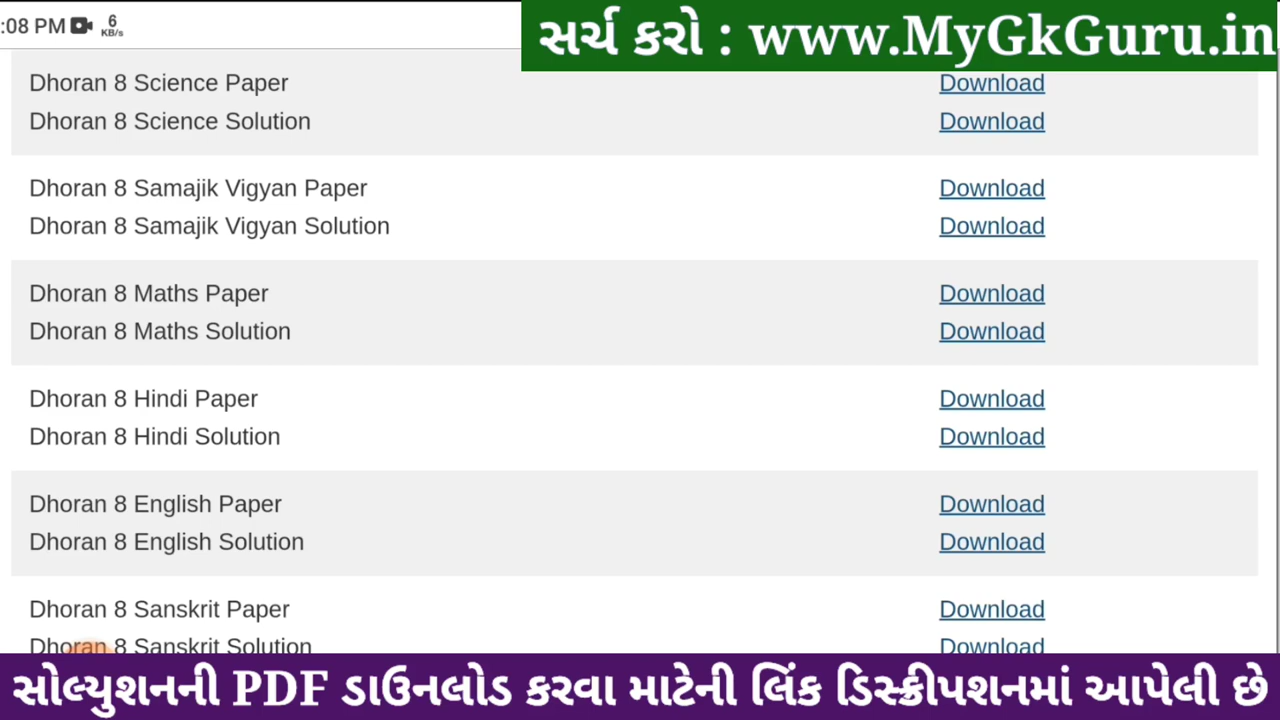 :08 PM 6 KB/s
સર્ચ કરો : www.MyGkGuru.in
Dhoran 8 Science Paper Download
Dhoran 8 Science Solution Download
Dhoran 8 Samajik Vigyan Paper Download
Dhoran 8 Samajik Vigyan Solution Download
Dhoran 8 Maths Paper Download
Dhoran 8 Maths Solution Download
Dhoran 8 Hindi Paper Download
Dhoran 8 Hindi Solution Download
Dhoran 8 English Paper Download
Dhoran 8 English Solution Download
Dhoran 8 Sanskrit Paper Download
Dhoran 8 Sanskrit Solution Download
સોલ્યુશનની PDF ડાઉનલોડ કરવા માટેની લિંક ડિસ્ક્રીપશનમાં આપેલી છે